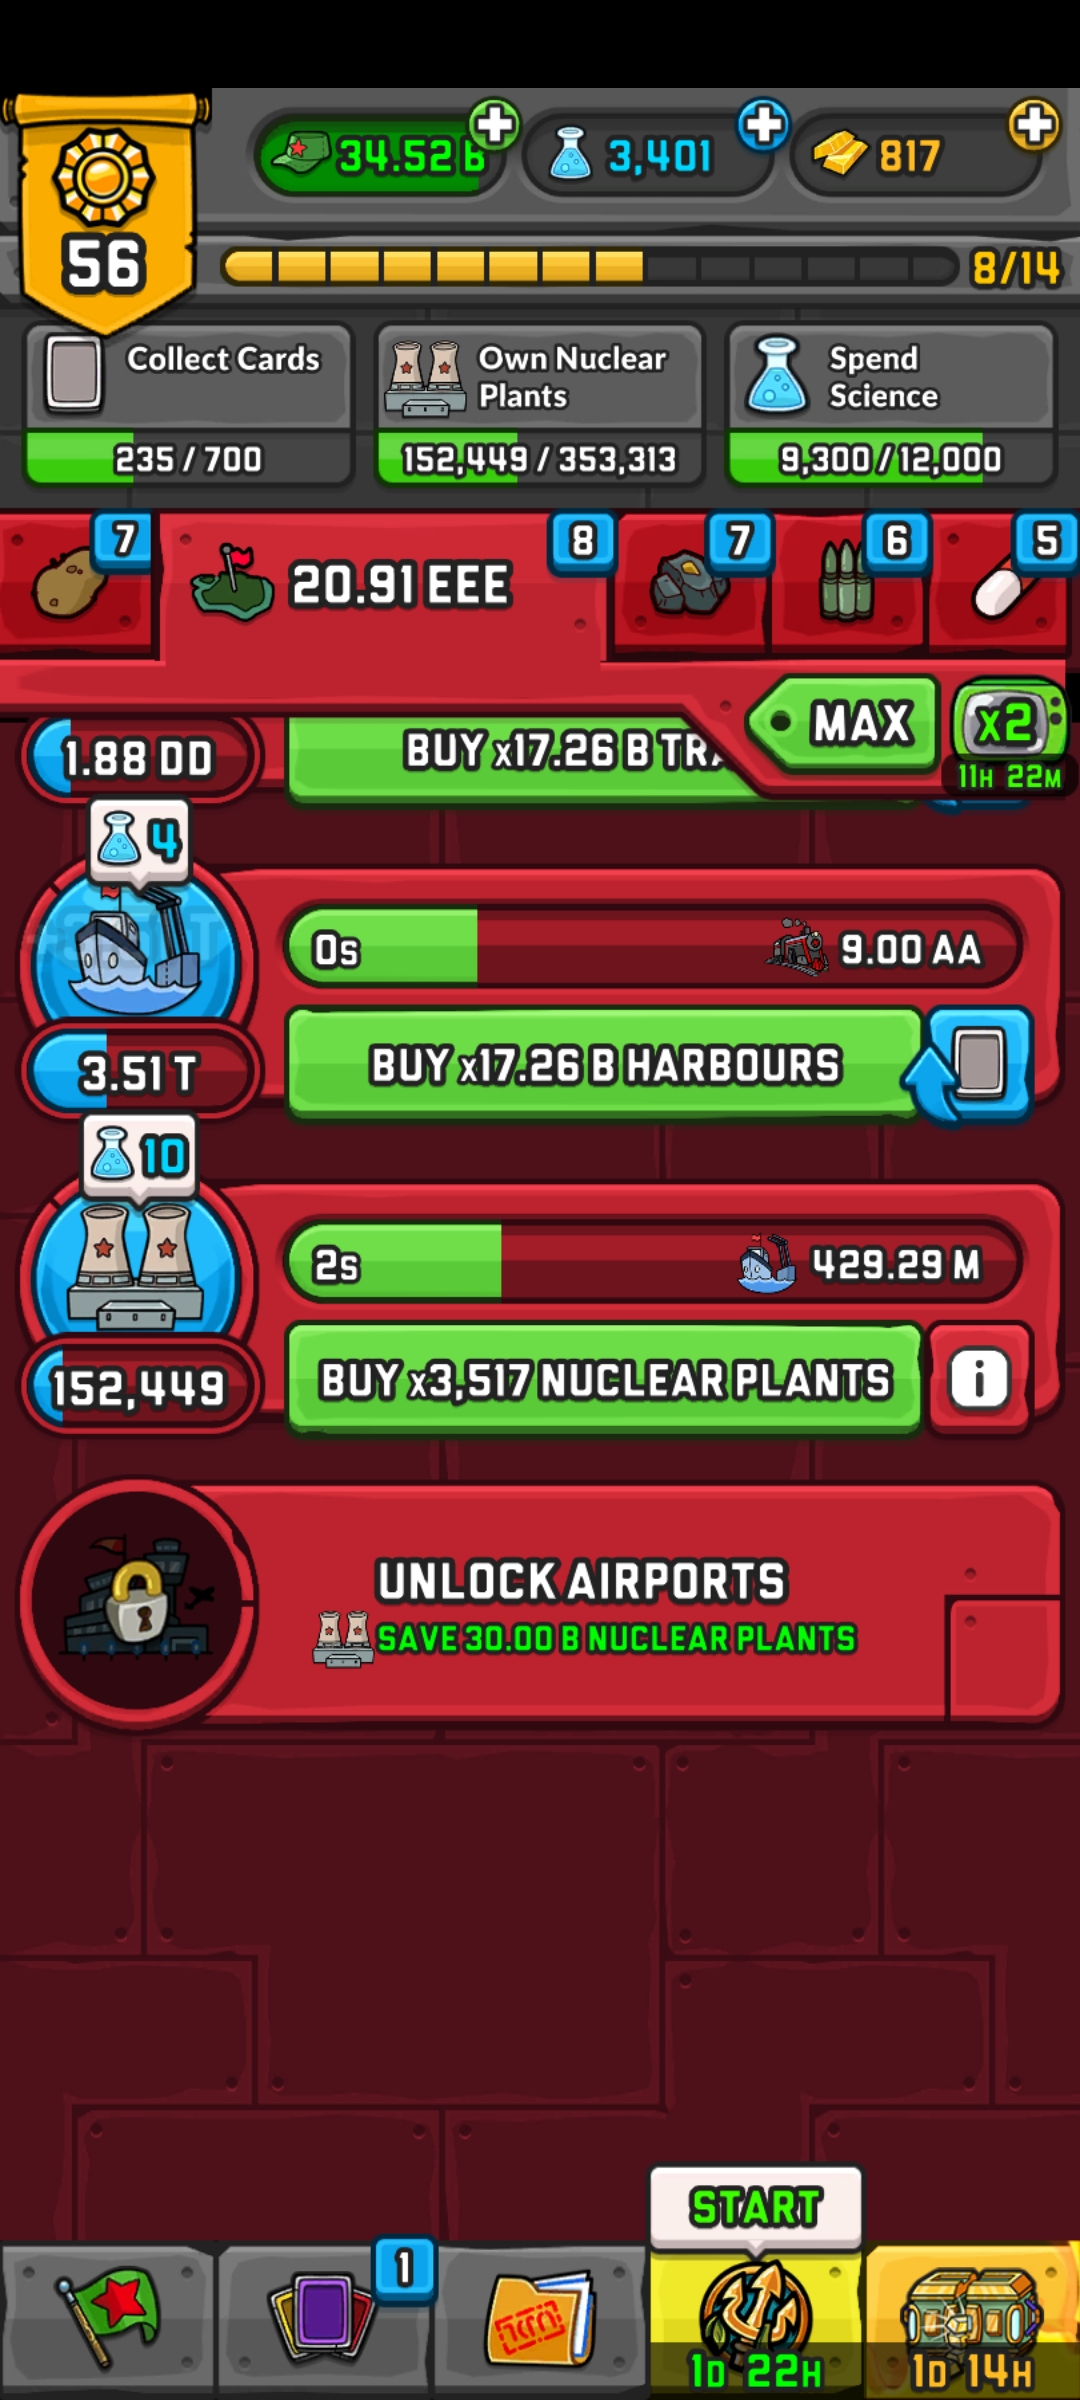 56
34.52 B
3,401
817
8/14
Collect Cards
235 / 700
Own Nuclear
Plants
152,449 / 353,313
Spend
Science
9,300 / 12,000
7
20.91 EEE
8
7
6
5
MAX
x2
11H 22M
1.88 DD
BUY x17.26 B
4
0s
9.00 AA
3.51 T
BUY x17.26 B HARBOURS
10
2s
429.29 M
152,449
BUY x3,517 NUCLEAR PLANTS
i
UNLOCK AIRPORTS
SAVE 30.00 B NUCLEAR PLANTS
START
1
1D 22H
1D 14H